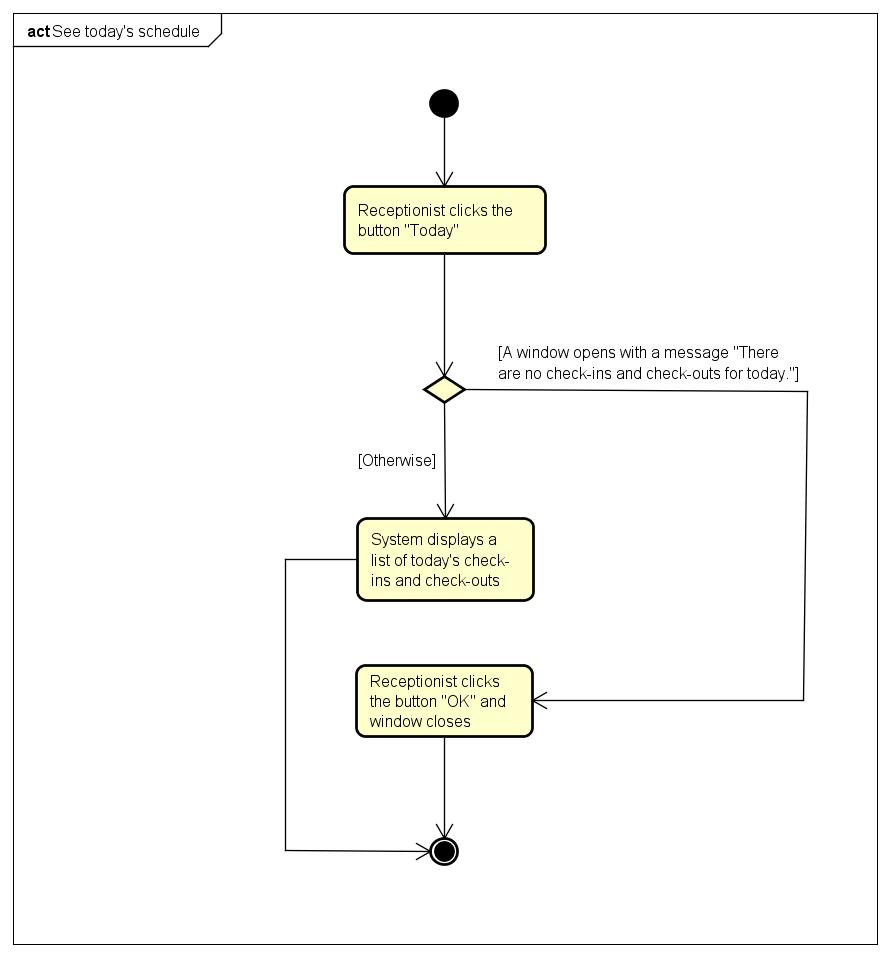 act See today's schedule
Receptionist clicks the
button "Today"
[A window opens with a message "There
are no check-ins and check-outs for today."]
[Otherwise]
System displays a
list of today's check-
ins and check-outs
Receptionist clicks
the button "OK" and
window closes